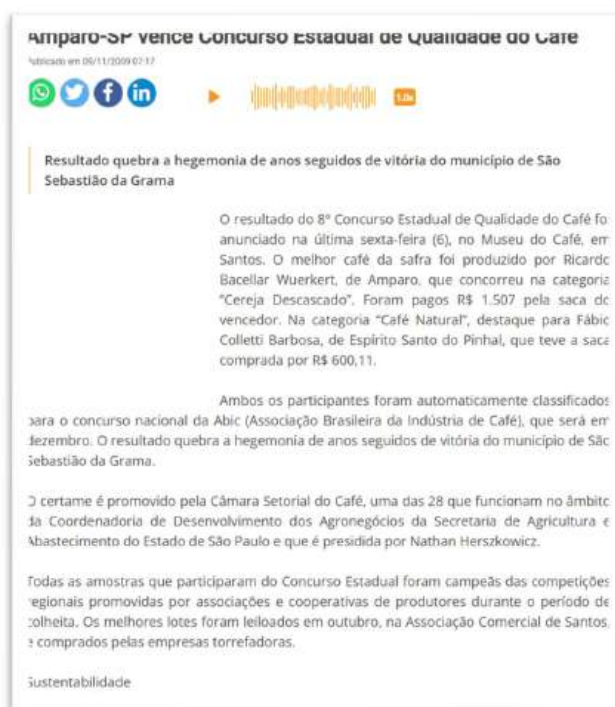 Amparo-SP vence Concurso Estadual de Qualidade do Café
Publicado em 09/11/2009 07:17
in
1.0x
Resultado quebra a hegemonia de anos seguidos de vitória do município de São
Sebastião da Grama
O resultado do 8º Concurso Estadual de Qualidade do Café foi
anunciado na última sexta-feira (6), no Museu do Café, em
Santos. O melhor café da safra foi produzido por Ricardo
Bacellar Wuerkert, de Amparo, que concorreu na categoria
"Cereja Descascado". Foram pagos R$ 1.507 pela saca do
vencedor. Na categoria "Café Natural", destaque para Fábio
Colletti Barbosa, de Espírito Santo do Pinhal, que teve a saca
comprada por R$ 600,11.
Ambos os participantes foram automaticamente classificados
para o concurso nacional da Abic (Associação Brasileira da Indústria de Café), que será em
dezembro. O resultado quebra a hegemonia de anos seguidos de vitória do município de São
Sebastião da Grama.
O certame é promovido pela Câmara Setorial do Café, uma das 28 que funcionam no âmbito
da Coordenadoria de Desenvolvimento dos Agronegócios da Secretaria de Agricultura e
Abastecimento do Estado de São Paulo e que é presidida por Nathan Herszkowicz.
Todas as amostras que participaram do Concurso Estadual foram campeãs das competições
regionais promovidas por associações e cooperativas de produtores durante o período de
colheita. Os melhores lotes foram leiloados em outubro, na Associação Comercial de Santos,
e comprados pelas empresas torrefadoras.
Sustentabilidade